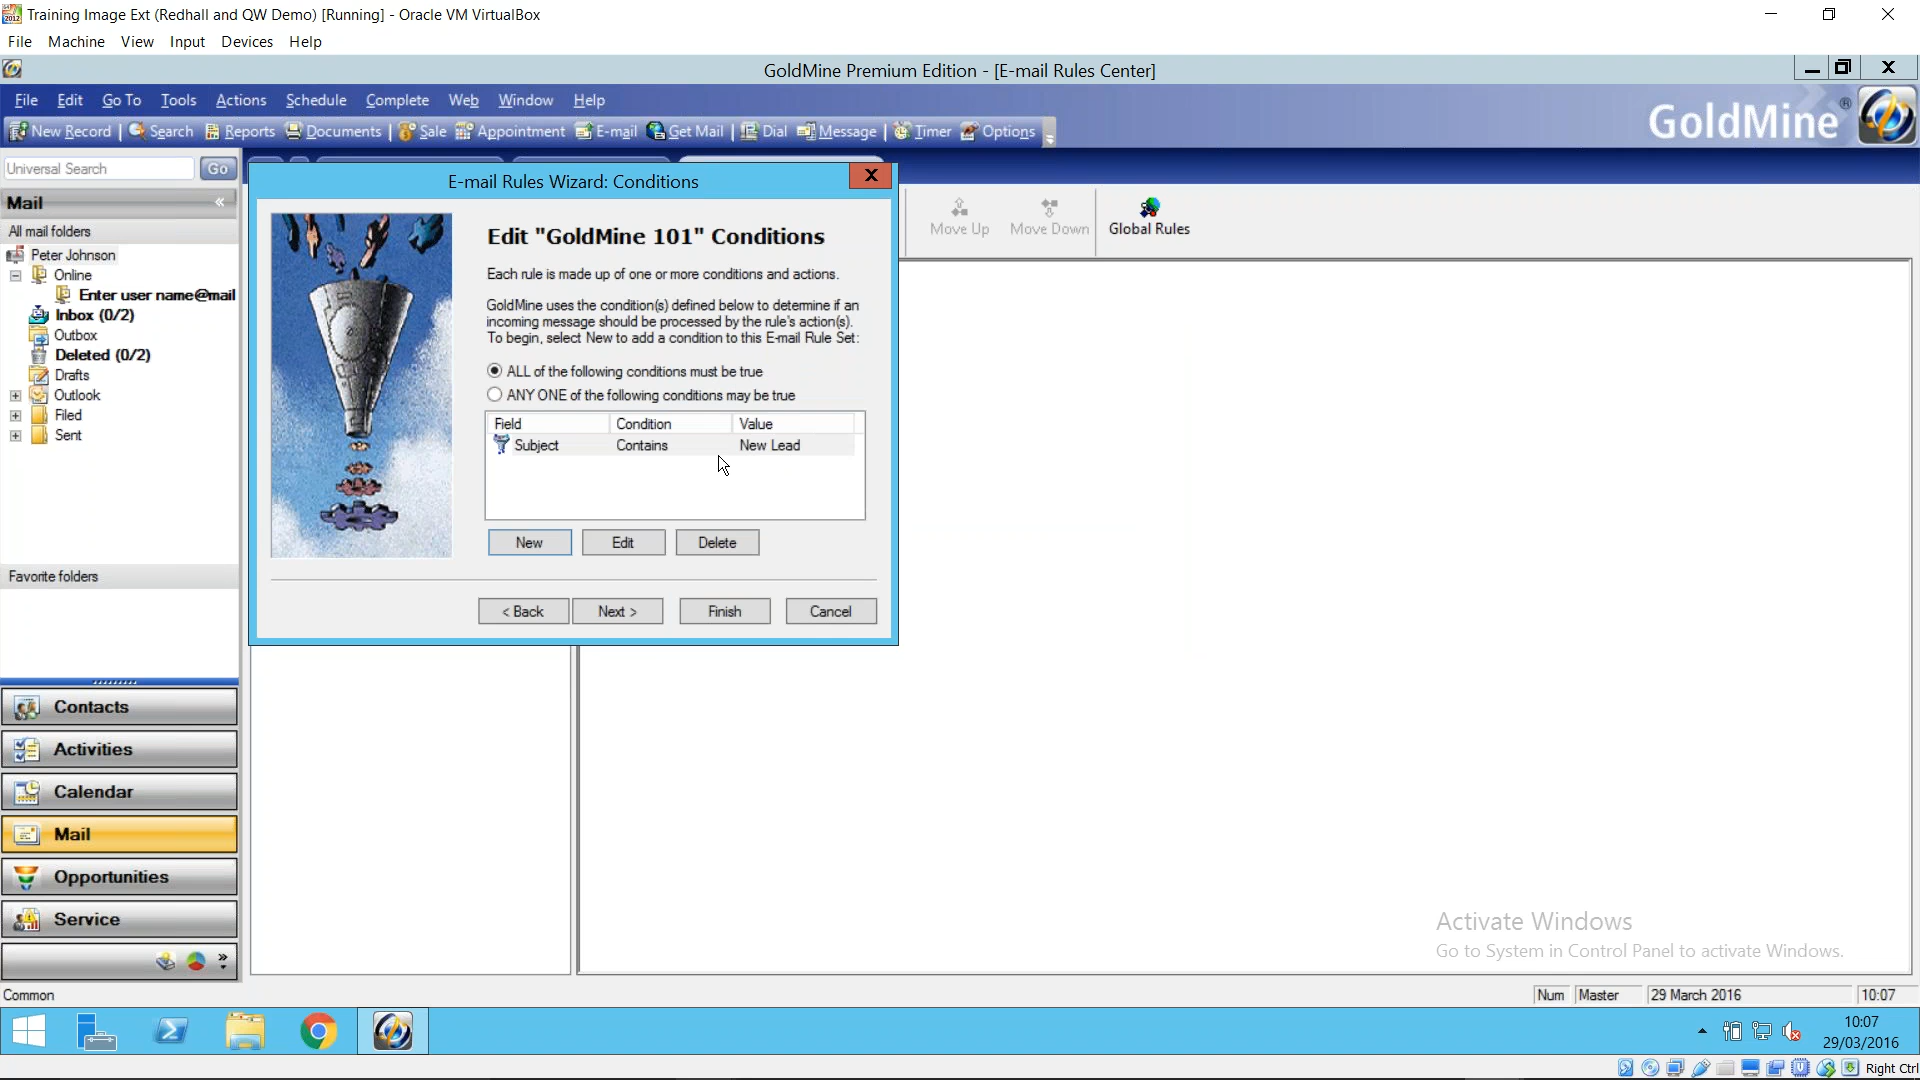 Training Image Ext (Redhall and QW Demo) [Running] - Oracle VM VirtualBox
File Machine View Input Devices Help
GoldMine Premium Edition - [E-mail Rules Center]
File Edit Go To Tools Actions Schedule Complete Web Window Help
GoldMine ®
New Record Search Reports Documents Sale Appointment E-mail Get Mail Dial Message Timer Options
Universal Search Go
Mail
All mail folders
Peter Johnson
Online
Enter user name@mail
Inbox (0/2)
Outbox
Deleted (0/2)
Drafts
Outlook
Filed
Sent
Favorite folders
Contacts
Activities
Calendar
Mail
Opportunities
Service
E-mail Rules Wizard: Conditions
Edit "GoldMine 101" Conditions
Each rule is made up of one or more conditions and actions.
GoldMine uses the condition(s) defined below to determine if an
incoming message should be processed by the rule's action(s).
To begin, select New to add a condition to this E-mail Rule Set:
ALL of the following conditions must be true
ANY ONE of the following conditions may be true
Field Condition Value
Subject Contains New Lead
New Edit Delete
< Back Next > Finish Cancel
Move Up Move Down Global Rules
Activate Windows
Go to System in Control Panel to activate Windows.
Common Num Master 29 March 2016 10:07
10:07
29/03/2016
Right Ctrl